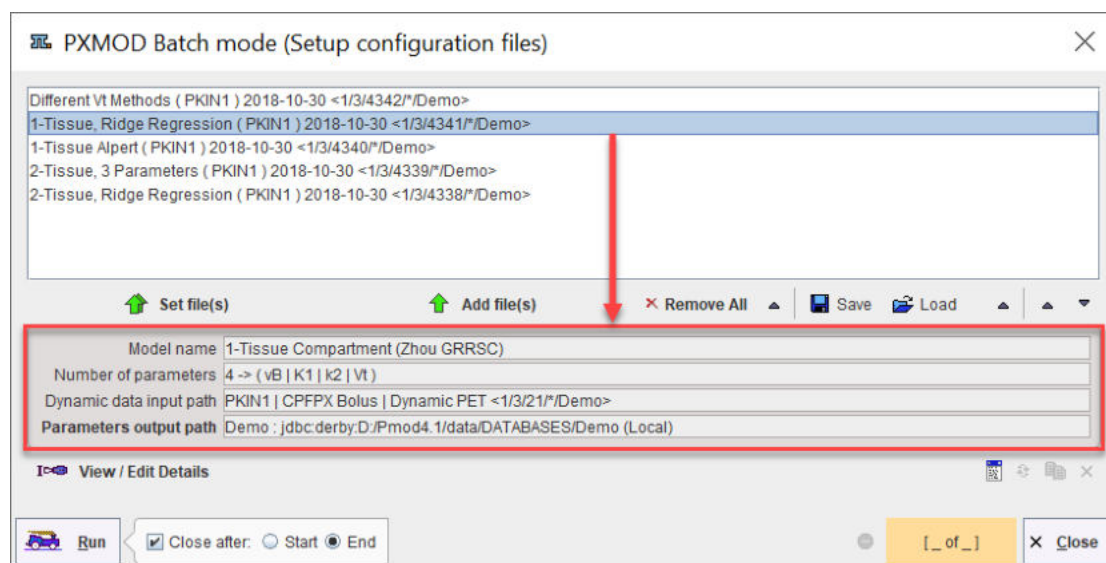 PXMOD Batch mode (Setup configuration files)
Different Vt Methods ( PKIN1 ) 2018-10-30 <1/3/4342/*/Demo>
1-Tissue, Ridge Regression ( PKIN1 ) 2018-10-30 <1/3/4341/*/Demo>
1-Tissue Alpert ( PKIN1 ) 2018-10-30 <1/3/4340/*/Demo>
2-Tissue, 3 Parameters ( PKIN1 ) 2018-10-30 <1/3/4339/*/Demo>
2-Tissue, Ridge Regression ( PKIN1 ) 2018-10-30 <1/3/4338/*/Demo>
Set file(s) Add file(s) Remove All Save Load
Model name 1-Tissue Compartment (Zhou GRRSC)
Number of parameters 4 -> ( vB | K1 | k2 | Vt )
Dynamic data input path PKIN1 | CPFPX Bolus | Dynamic PET <1/3/21/*/Demo>
Parameters output path Demo : jdbc:derby:D:/Pmod4.1/data/DATABASES/Demo (Local)
View / Edit Details
Run Close after: Start End [ _ of _ ] Close